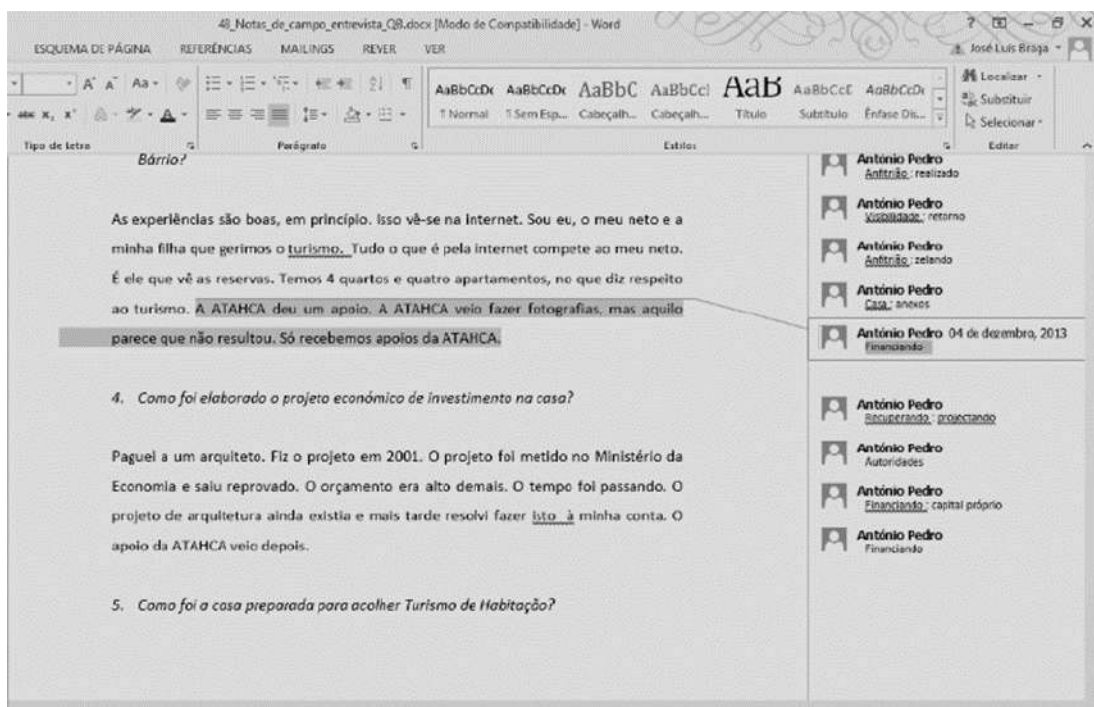 48_Notas_de_campo_entrevista_QB.docx [Modo de Compatibilidade] - Word
ESQUEMA DE PÁGINA REFERÊNCIAS MAILINGS REVER VER
José Luís Braga
Aa
AaBbCcDc AaBbCcDc AaBbC AaBbCcI AaB AaBbCcC AaBbCcDc
¶ Normal ¶ Sem Esp... Cabeçalh... Cabeçalh... Título Subtítulo Ênfase Dis...
Localizar
Substituir
Selecionar
Tipo de letra Parágrafo Estilos Editar
Bárrio?
As experiências são boas, em princípio. Isso vê-se na internet. Sou eu, o meu neto e a
minha filha que gerimos o turismo. Tudo o que é pela internet compete ao meu neto.
É ele que vê as reservas. Temos 4 quartos e quatro apartamentos, no que diz respeito
ao turismo. A ATAHCA deu um apoio. A ATAHCA veio fazer fotografias, mas aquilo
parece que não resultou. Só recebemos apoios da ATAHCA.
4. Como foi elaborado o projeto económico de investimento na casa?
Paguei a um arquiteto. Fiz o projeto em 2001. O projeto foi metido no Ministério da
Economia e saiu reprovado. O orçamento era alto demais. O tempo foi passando. O
projeto de arquitetura ainda existia e mais tarde resolvi fazer isto à minha conta. O
apoio da ATAHCA veio depois.
5. Como foi a casa preparada para acolher Turismo de Habitação?
António Pedro
Anfitrião : realizado
António Pedro
Visibilidade : retorno
António Pedro
Anfitrião : zelando
António Pedro
Casa : anexos
António Pedro 04 de dezembro, 2013
Financiando
António Pedro
Recuperando : projectando
António Pedro
Autoridades
António Pedro
Financiando : capital próprio
António Pedro
Financiando